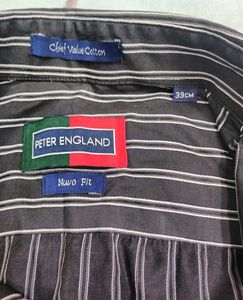 Chief Value Cotton
39CM
PETER ENGLAND
Nuvo Fit